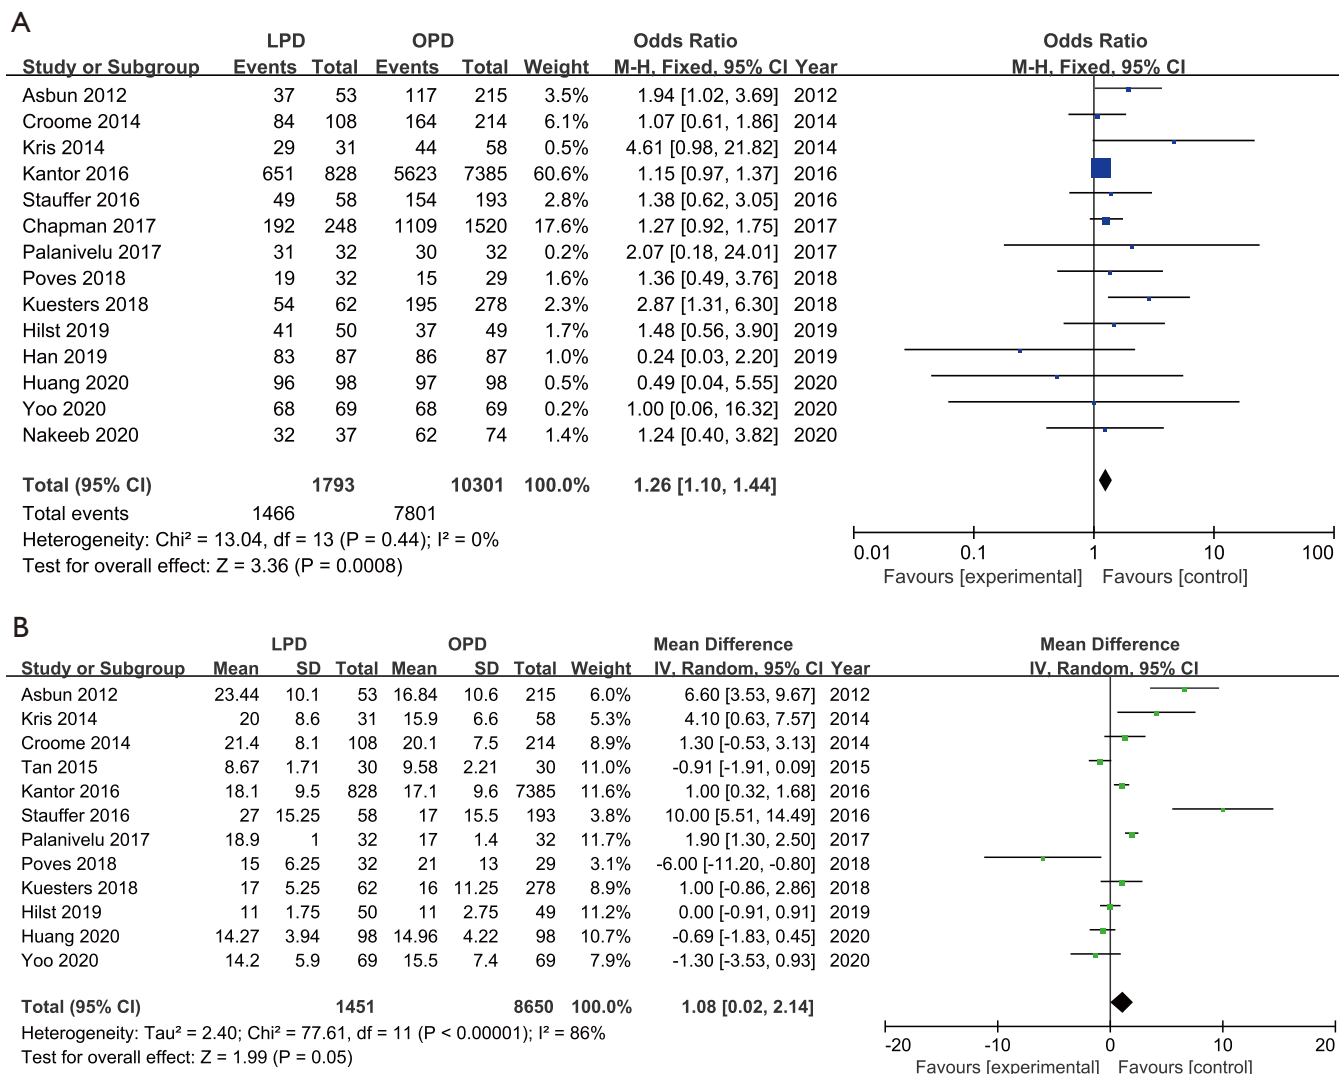 A
LPD OPD Odds Ratio Odds Ratio
Study or Subgroup Events Total Events Total Weight M-H, Fixed, 95% CI Year M-H, Fixed, 95% CI
Asbun 2012 37 53 117 215 3.5% 1.94 [1.02, 3.69] 2012
Croome 2014 84 108 164 214 6.1% 1.07 [0.61, 1.86] 2014
Kris 2014 29 31 44 58 0.5% 4.61 [0.98, 21.82] 2014
Kantor 2016 651 828 5623 7385 60.6% 1.15 [0.97, 1.37] 2016
Stauffer 2016 49 58 154 193 2.8% 1.38 [0.62, 3.05] 2016
Chapman 2017 192 248 1109 1520 17.6% 1.27 [0.92, 1.75] 2017
Palanivelu 2017 31 32 30 32 0.2% 2.07 [0.18, 24.01] 2017
Poves 2018 19 32 15 29 1.6% 1.36 [0.49, 3.76] 2018
Kuesters 2018 54 62 195 278 2.3% 2.87 [1.31, 6.30] 2018
Hilst 2019 41 50 37 49 1.7% 1.48 [0.56, 3.90] 2019
Han 2019 83 87 86 87 1.0% 0.24 [0.03, 2.20] 2019
Huang 2020 96 98 97 98 0.5% 0.49 [0.04, 5.55] 2020
Yoo 2020 68 69 68 69 0.2% 1.00 [0.06, 16.32] 2020
Nakeeb 2020 32 37 62 74 1.4% 1.24 [0.40, 3.82] 2020
Total (95% CI) 1793 10301 100.0% 1.26 [1.10, 1.44]
Total events 1466 7801
Heterogeneity: Chi² = 13.04, df = 13 (P = 0.44); I² = 0%
Test for overall effect: Z = 3.36 (P = 0.0008)
0.01 0.1 1 10 100
Favours [experimental] Favours [control]
B
LPD OPD Mean Difference Mean Difference
Study or Subgroup Mean SD Total Mean SD Total Weight IV, Random, 95% CI Year IV, Random, 95% CI
Asbun 2012 23.44 10.1 53 16.84 10.6 215 6.0% 6.60 [3.53, 9.67] 2012
Kris 2014 20 8.6 31 15.9 6.6 58 5.3% 4.10 [0.63, 7.57] 2014
Croome 2014 21.4 8.1 108 20.1 7.5 214 8.9% 1.30 [-0.53, 3.13] 2014
Tan 2015 8.67 1.71 30 9.58 2.21 30 11.0% -0.91 [-1.91, 0.09] 2015
Kantor 2016 18.1 9.5 828 17.1 9.6 7385 11.6% 1.00 [0.32, 1.68] 2016
Stauffer 2016 27 15.25 58 17 15.5 193 3.8% 10.00 [5.51, 14.49] 2016
Palanivelu 2017 18.9 1 32 17 1.4 32 11.7% 1.90 [1.30, 2.50] 2017
Poves 2018 15 6.25 32 21 13 29 3.1% -6.00 [-11.20, -0.80] 2018
Kuesters 2018 17 5.25 62 16 11.25 278 8.9% 1.00 [-0.86, 2.86] 2018
Hilst 2019 11 1.75 50 11 2.75 49 11.2% 0.00 [-0.91, 0.91] 2019
Huang 2020 14.27 3.94 98 14.96 4.22 98 10.7% -0.69 [-1.83, 0.45] 2020
Yoo 2020 14.2 5.9 69 15.5 7.4 69 7.9% -1.30 [-3.53, 0.93] 2020
Total (95% CI) 1451 8650 100.0% 1.08 [0.02, 2.14]
Heterogeneity: Tau² = 2.40; Chi² = 77.61, df = 11 (P < 0.00001); I² = 86%
Test for overall effect: Z = 1.99 (P = 0.05)
-20 -10 0 10 20
Favours [experimental] Favours [control]